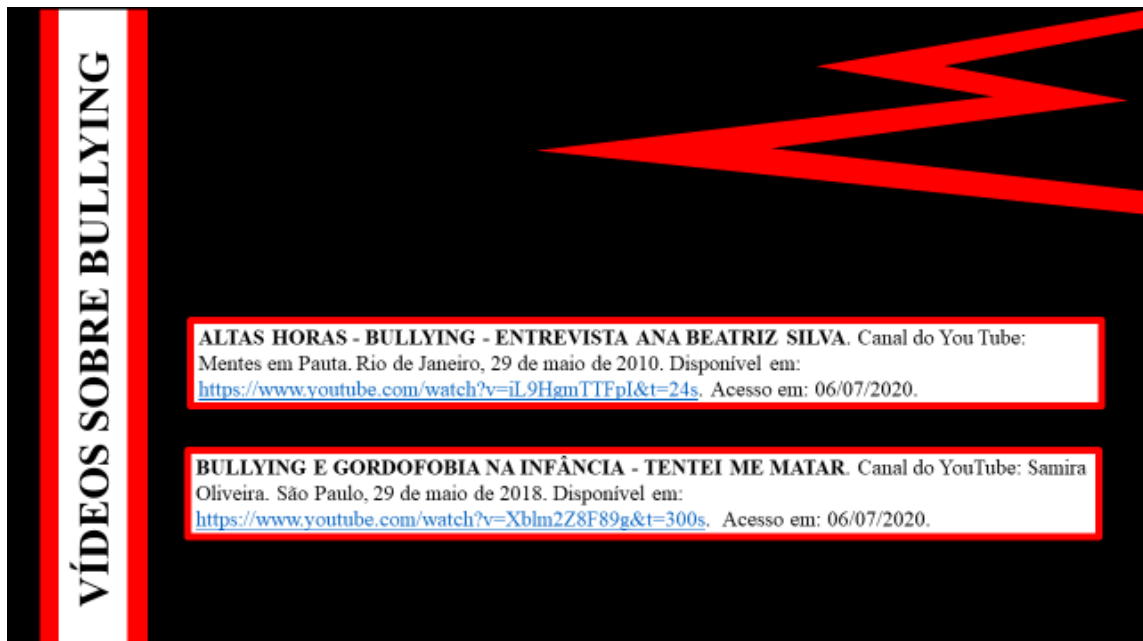 VÍDEOS SOBRE BULLYING
ALTAS HORAS - BULLYING - ENTREVISTA ANA BEATRIZ SILVA. Canal do You Tube:
Mentes em Pauta. Rio de Janeiro, 29 de maio de 2010. Disponível em:
https://www.youtube.com/watch?v=iL9HgmTTFpI&t=24s. Acesso em: 06/07/2020.
BULLYING E GORDOFOBIA NA INFÂNCIA - TENTEI ME MATAR. Canal do YouTube: Samira
Oliveira. São Paulo, 29 de maio de 2018. Disponível em:
https://www.youtube.com/watch?v=Xblm2Z8F89g&t=300s. Acesso em: 06/07/2020.